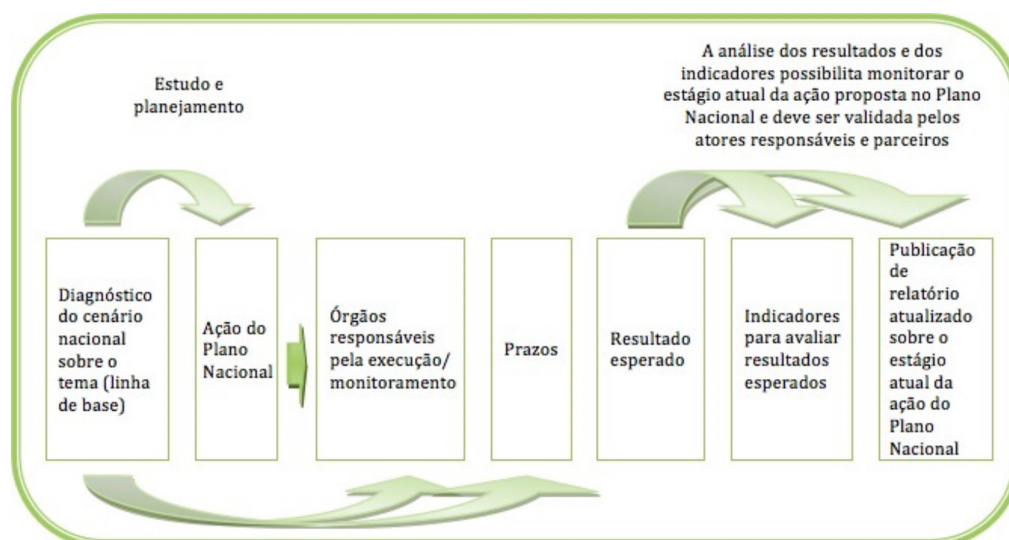 Estudo e
planejamento
A análise dos resultados e dos
indicadores possibilita monitorar o
estágio atual da ação proposta no Plano
Nacional e deve ser validada pelos
atores responsáveis e parceiros
Diagnóstico
do cenário
nacional
sobre o
tema (linha
de base)
Ação do
Plano
Nacional
Órgãos
responsáveis
pela execução/
monitoramento
Prazos
Resultado
esperado
Indicadores
para avaliar
resultados
esperados
Publicação
de
relatório
atualizado
sobre o
estágio
atual da
ação do
Plano
Nacional